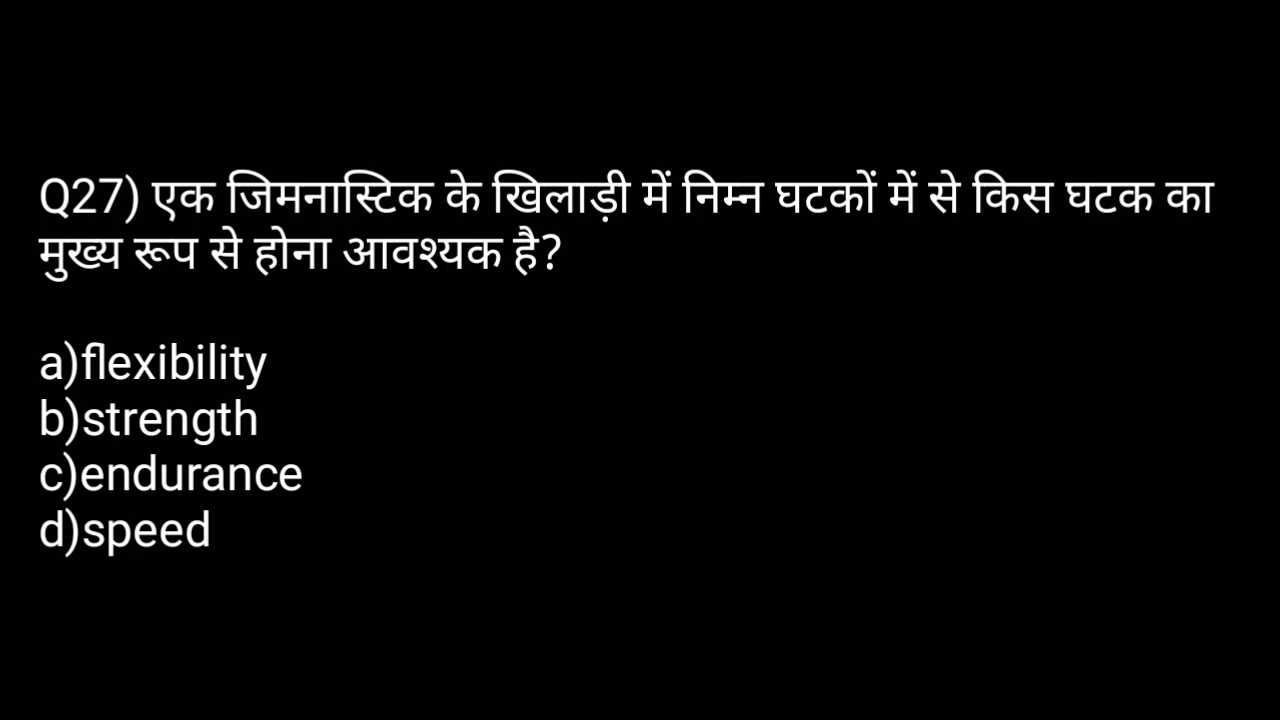 Q27) एक जिमनास्टिक के खिलाड़ी में निम्न घटकों में से किस घटक का
मुख्य रूप से होना आवश्यक है?
a)flexibility
b)strength
c)endurance
d)speed